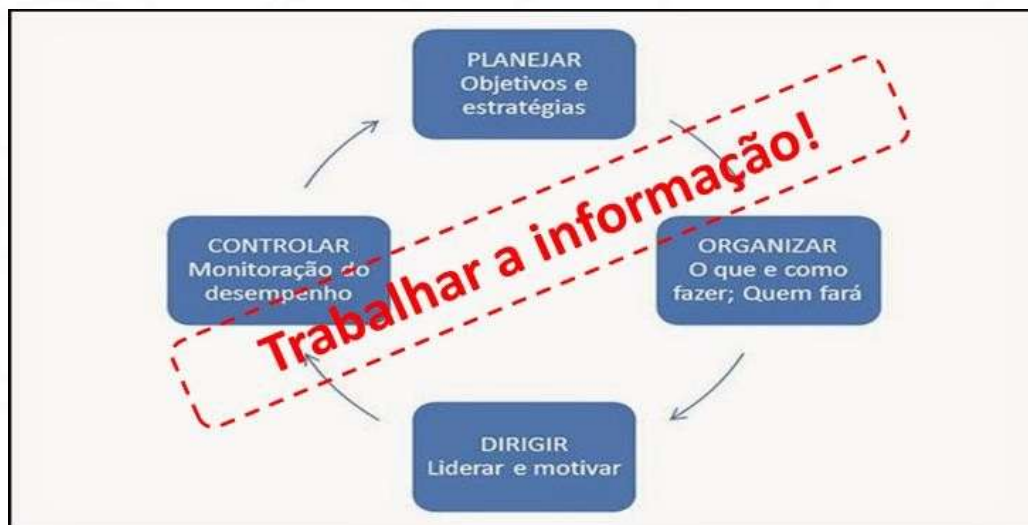 PLANEJAR
Objetivos e
estratégias
Trabalhar a informação!
CONTROLAR
Monitoração do
desempenho
ORGANIZAR
O que e como
fazer; Quem fará
DIRIGIR
Liderar e motivar